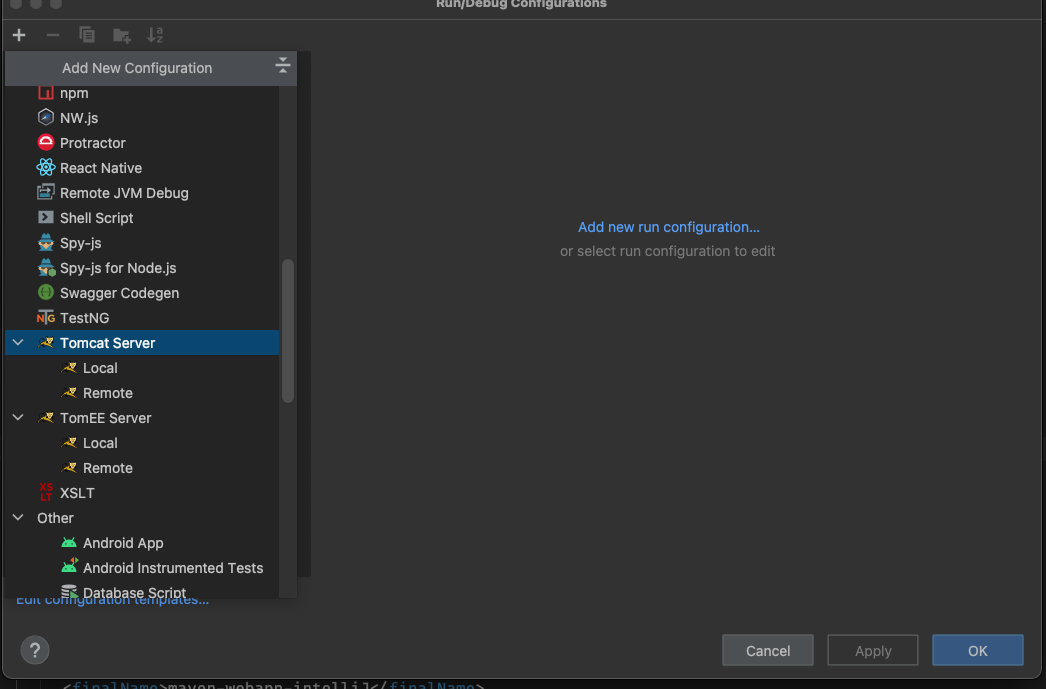 Run/Debug Configurations
Add New Configuration
npm
NW.js
Protractor
React Native
Remote JVM Debug
Shell Script
Spy-js
Spy-js for Node.js
Swagger Codegen
TestNG
Tomcat Server
Local
Remote
TomEE Server
Local
Remote
XSLT
Other
Android App
Android Instrumented Tests
Database Script
Edit configuration templates...
Add new run configuration...
or select run configuration to edit
?
Cancel
Apply
OK
<finalName>maven-webapp-intelliJ</finalName>